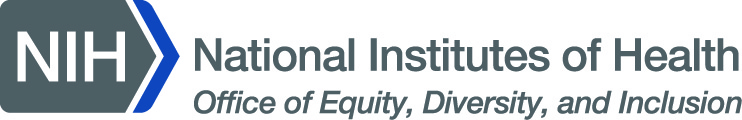 NIH
National Institutes of Health
Office of Equity, Diversity, and Inclusion